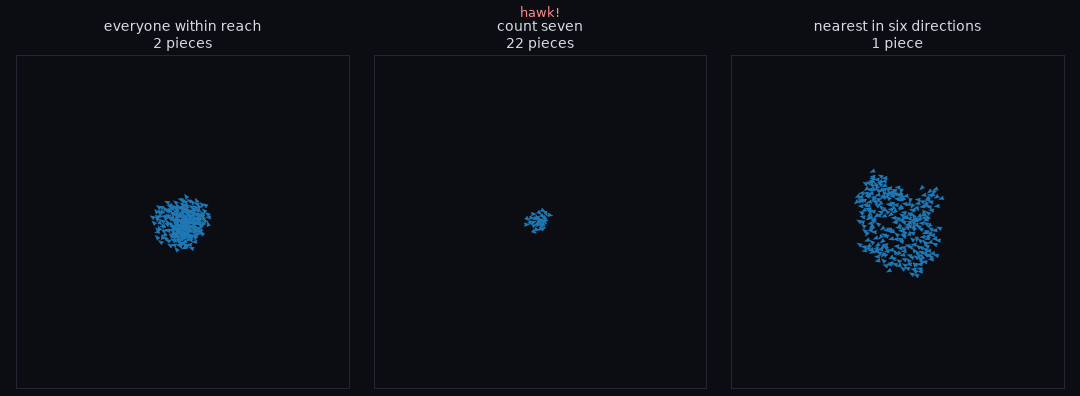 everyone within reach
2 pieces
hawk!
count seven
22 pieces
nearest in six directions
1 piece